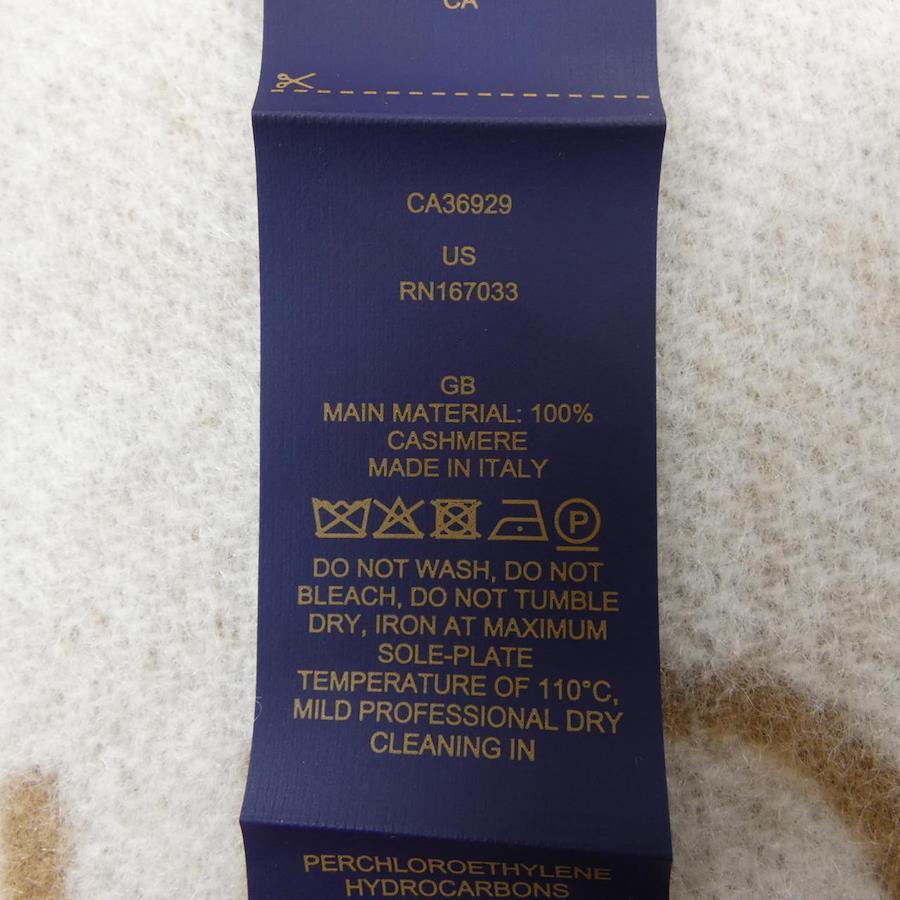 CA
CA36929
US
RN167033
GB
MAIN MATERIAL: 100%
CASHMERE
MADE IN ITALY
P
DO NOT WASH, DO NOT
BLEACH, DO NOT TUMBLE
DRY, IRON AT MAXIMUM
SOLE-PLATE
TEMPERATURE OF 110°C,
MILD PROFESSIONAL DRY
CLEANING IN
PERCHLOROETHYLENE
HYDROCARBONS